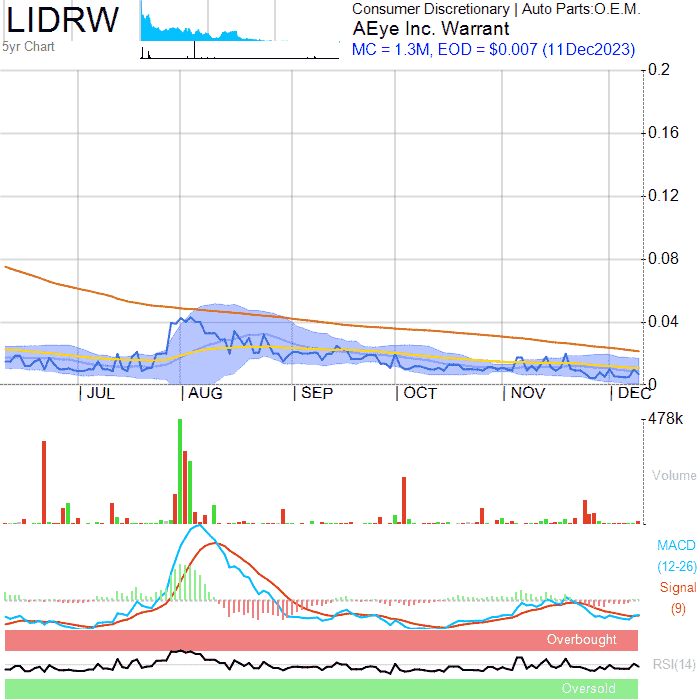 LIDRW
5yr Chart
Consumer Discretionary | Auto Parts:O.E.M.
AEye Inc. Warrant
MC = 1.3M, EOD = $0.007 (11Dec2023)
0.2
0.16
0.12
0.08
0.04
0
| JUL | AUG | SEP | OCT | NOV | DEC
478k
Volume
MACD
(12-26)
Signal
(9)
Overbought
RSI(14)
Oversold